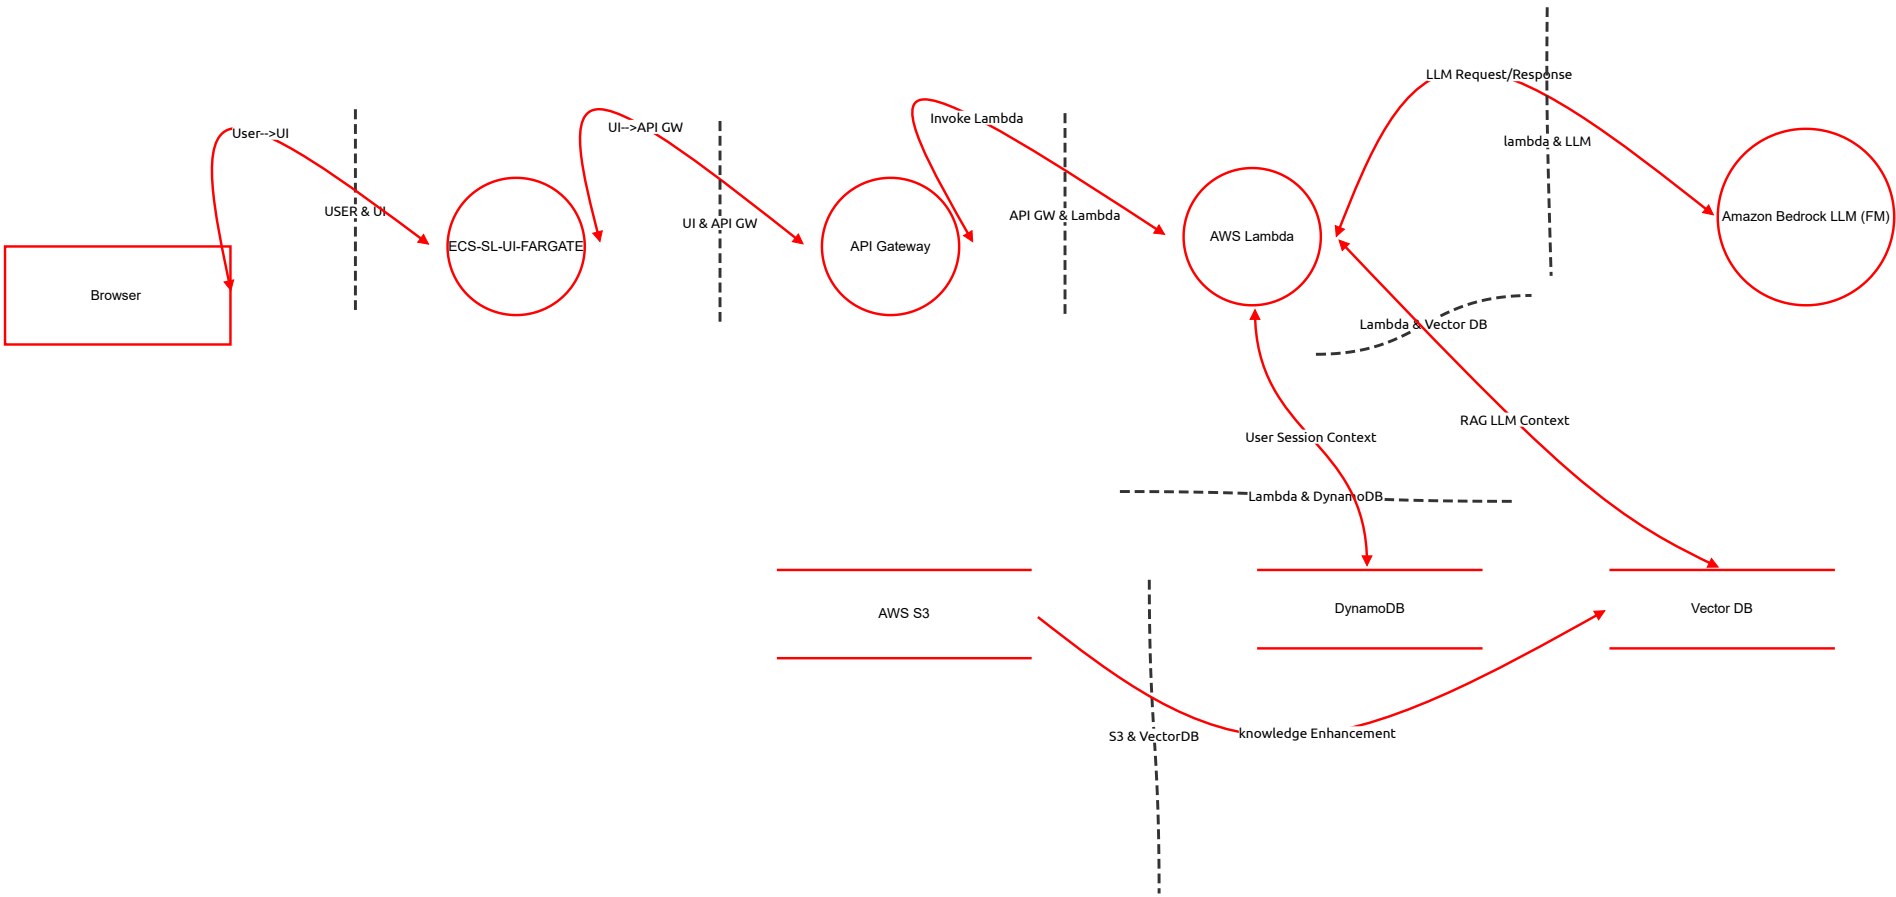 LLM Request/Response
User-->UI
UI-->API GW
Invoke Lambda
lambda & LLM
USER & UI
UI & API GW
API GW & Lambda
Amazon Bedrock LLM (FM)
AWS Lambda
ECS-SL-UI-FARGATE
API Gateway
Browser
Lambda & Vector DB
RAG LLM Context
User Session Context
Lambda & DynamoDB
AWS S3
DynamoDB
Vector DB
S3 & VectorDB
knowledge Enhancement